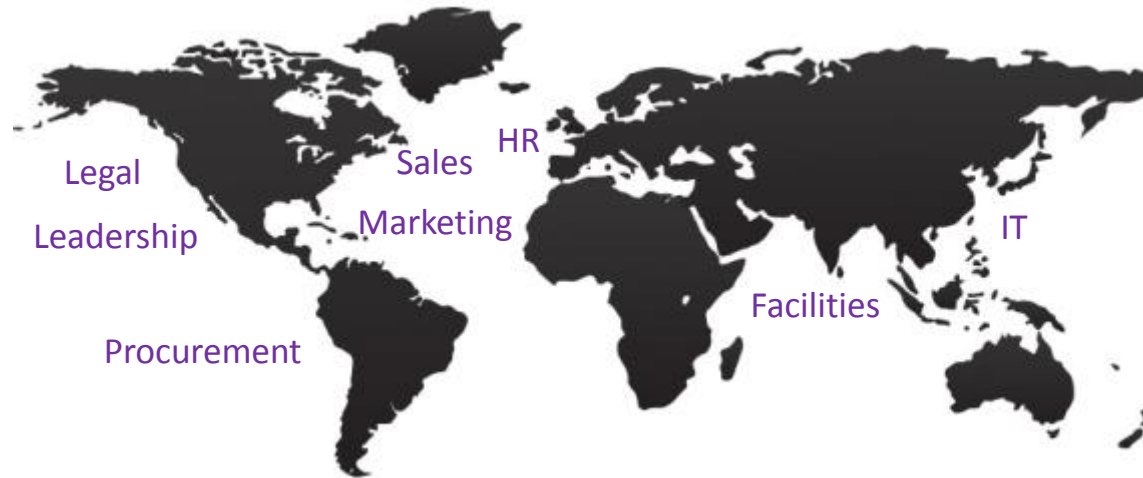 HR
Sales
Legal
Marketing
IT
Leadership
Facilities
Procurement